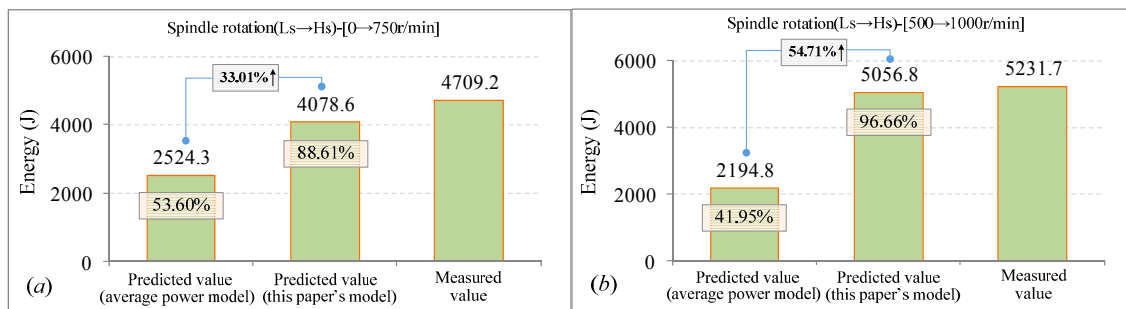 Spindle rotation(Ls→Hs)-[0→750r/min]
6000
4000
2000
0
Energy (J)
33.01%↑
2524.3
4078.6
4709.2
53.60%
88.61%
Predicted value
(average power model)
Predicted value
(this paper's model)
Measured
value
(a)
Spindle rotation(Ls→Hs)-[500→1000r/min]
6000
4000
2000
0
Energy (J)
54.71%↑
2194.8
5056.8
5231.7
41.95%
96.66%
Predicted value
(average power model)
Predicted value
(this paper's model)
Measured
value
(b)